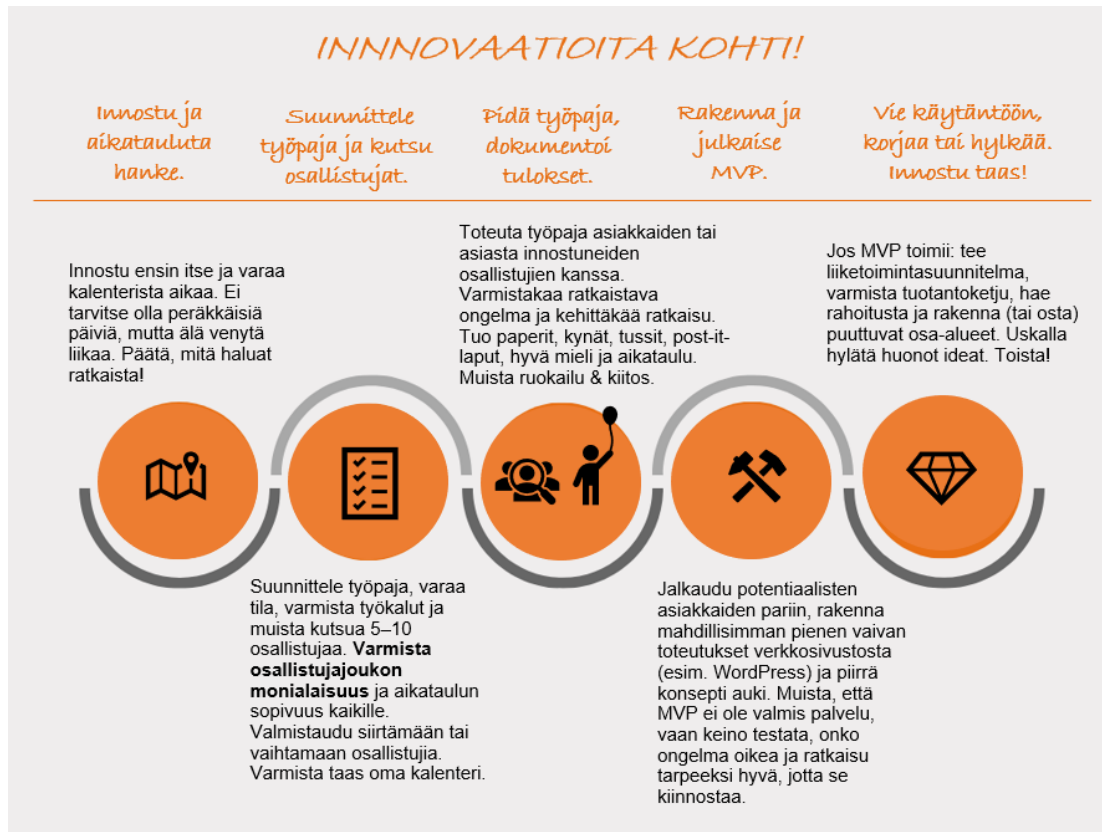 INNNOVAATIOITA KOHTI!
Innostu ja
aikatauluta
hanke.
Suunnittele
työpaja ja kutsu
osallistujat.
Pidä työpaja,
dokumentoi
tulokset.
Rakenna ja
julkaise
MVP.
Vie käytäntöön,
korjaa tai hylkää.
Innostu taas!
Innostu ensin itse ja varaa
kalenterista aikaa. Ei
tarvitse olla peräkkäisiä
päiviä, mutta älä venytä
liikaa. Päätä, mitä haluat
ratkaista!
Suunnittele työpaja, varaa
tila, varmista työkalut ja
muista kutsua 5–10
osallistujaa. Varmista
osallistujajoukon
monialaisuus ja aikataulun
sopivuus kaikille.
Valmistaudu siirtämään tai
vaihtamaan osallistujia.
Varmista taas oma kalenteri.
Toteuta työpaja asiakkaiden tai
asiasta innostuneiden
osallistujien kanssa.
Varmistakaa ratkaistava
ongelma ja kehittäkää ratkaisu.
Tuo paperit, kynät, tussit, post-it-
laput, hyvä mieli ja aikataulu.
Muista ruokailu & kiitos.
Jalkaudu potentiaalisten
asiakkaiden pariin, rakenna
mahdillisimman pienen vaivan
toteutukset verkkosivustosta
(esim. WordPress) ja piirrä
konsepti auki. Muista, että
MVP ei ole valmis palvelu,
vaan keino testata, onko
ongelma oikea ja ratkaisu
tarpeeksi hyvä, jotta se
kiinnostaa.
Jos MVP toimii: tee
liiketoimintasuunnitelma,
varmista tuotantoketju, hae
rahoitusta ja rakenna (tai osta)
puuttuvat osa-alueet. Uskalla
hylätä huonot ideat. Toista!